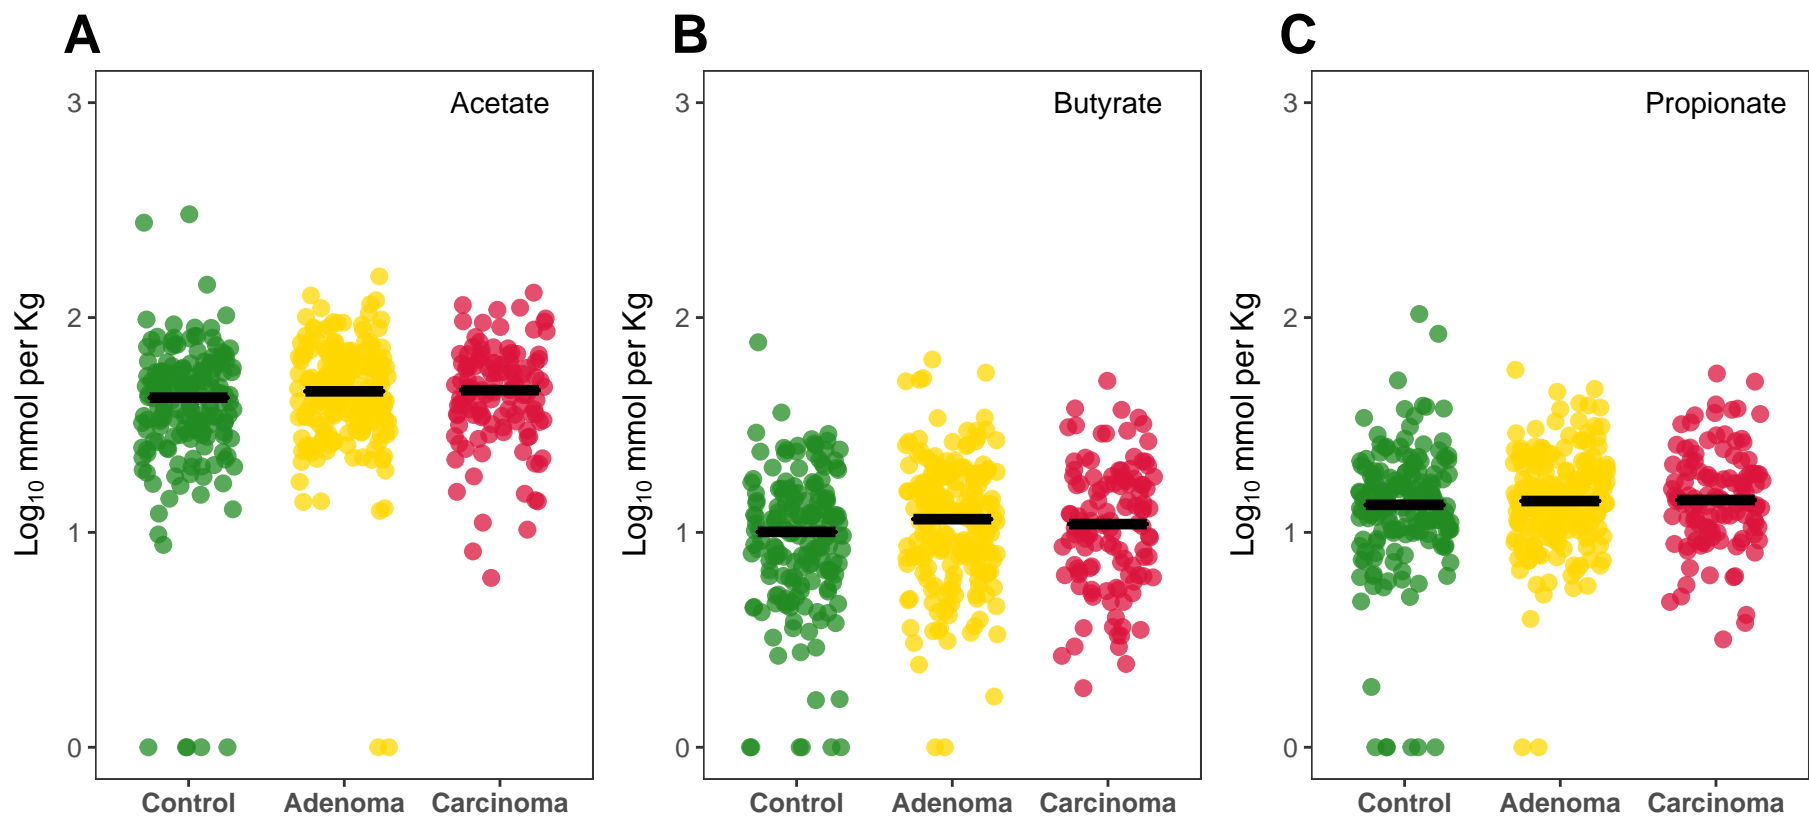 A
B
C
Acetate
Butyrate
Propionate
Log₁₀ mmol per Kg
3
2
1
0
Control Adenoma Carcinoma
Log₁₀ mmol per Kg
3
2
1
0
Control Adenoma Carcinoma
Log₁₀ mmol per Kg
3
2
1
0
Control Adenoma Carcinoma